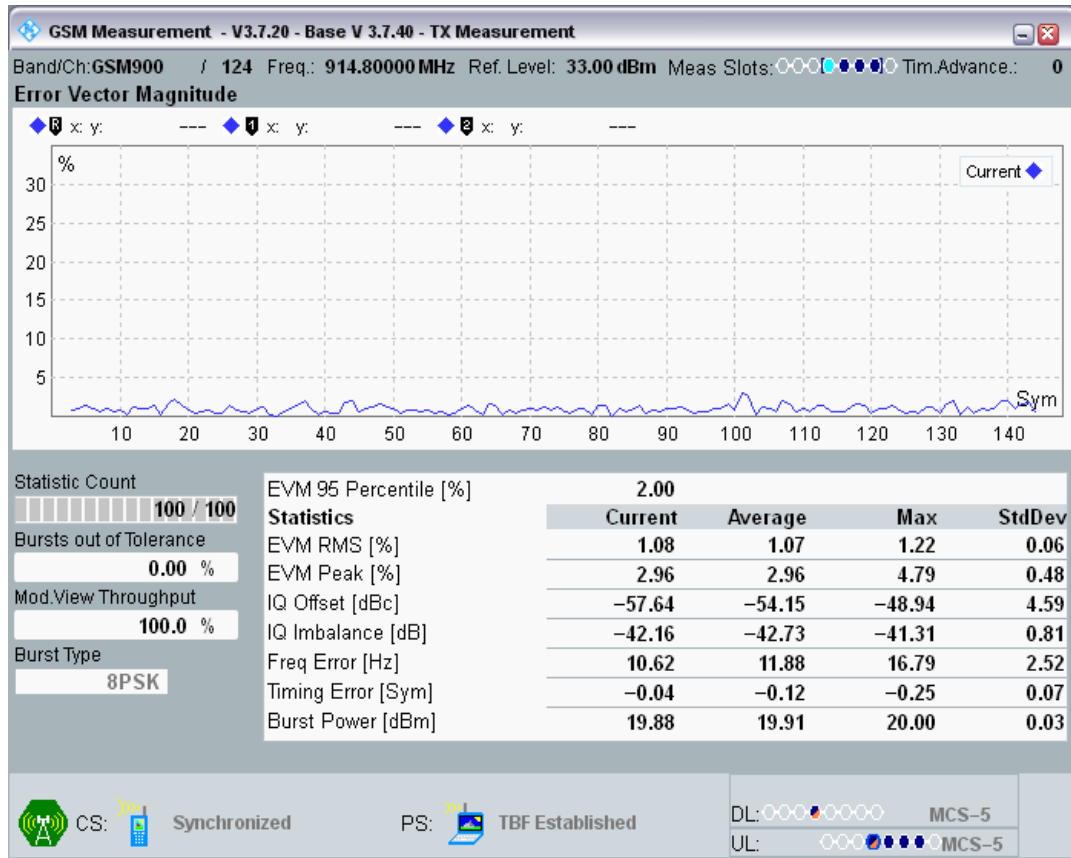 GSM Measurement - V3.7.20 - Base V 3.7.40 - TX Measurement
Band/Ch:GSM900 / 124 Freq.: 914.80000 MHz Ref. Level: 33.00 dBm Meas Slots: Tim.Advance.: 0
Error Vector Magnitude
R x: y: --- 1 x: y: --- 2 x: y: ---
%
Current
30
25
20
15
10
5
Sym
10 20 30 40 50 60 70 80 90 100 110 120 130 140
Statistic Count
100 / 100
Bursts out of Tolerance
0.00 %
Mod.View Throughput
100.0 %
Burst Type
8PSK
EVM 95 Percentile [%] 2.00
Statistics Current Average Max StdDev
EVM RMS [%] 1.08 1.07 1.22 0.06
EVM Peak [%] 2.96 2.96 4.79 0.48
IQ Offset [dBc] −57.64 −54.15 −48.94 4.59
IQ Imbalance [dB] −42.16 −42.73 −41.31 0.81
Freq Error [Hz] 10.62 11.88 16.79 2.52
Timing Error [Sym] −0.04 −0.12 −0.25 0.07
Burst Power [dBm] 19.88 19.91 20.00 0.03
CS: Synchronized PS: TBF Established
DL: MCS−5
UL: MCS−5